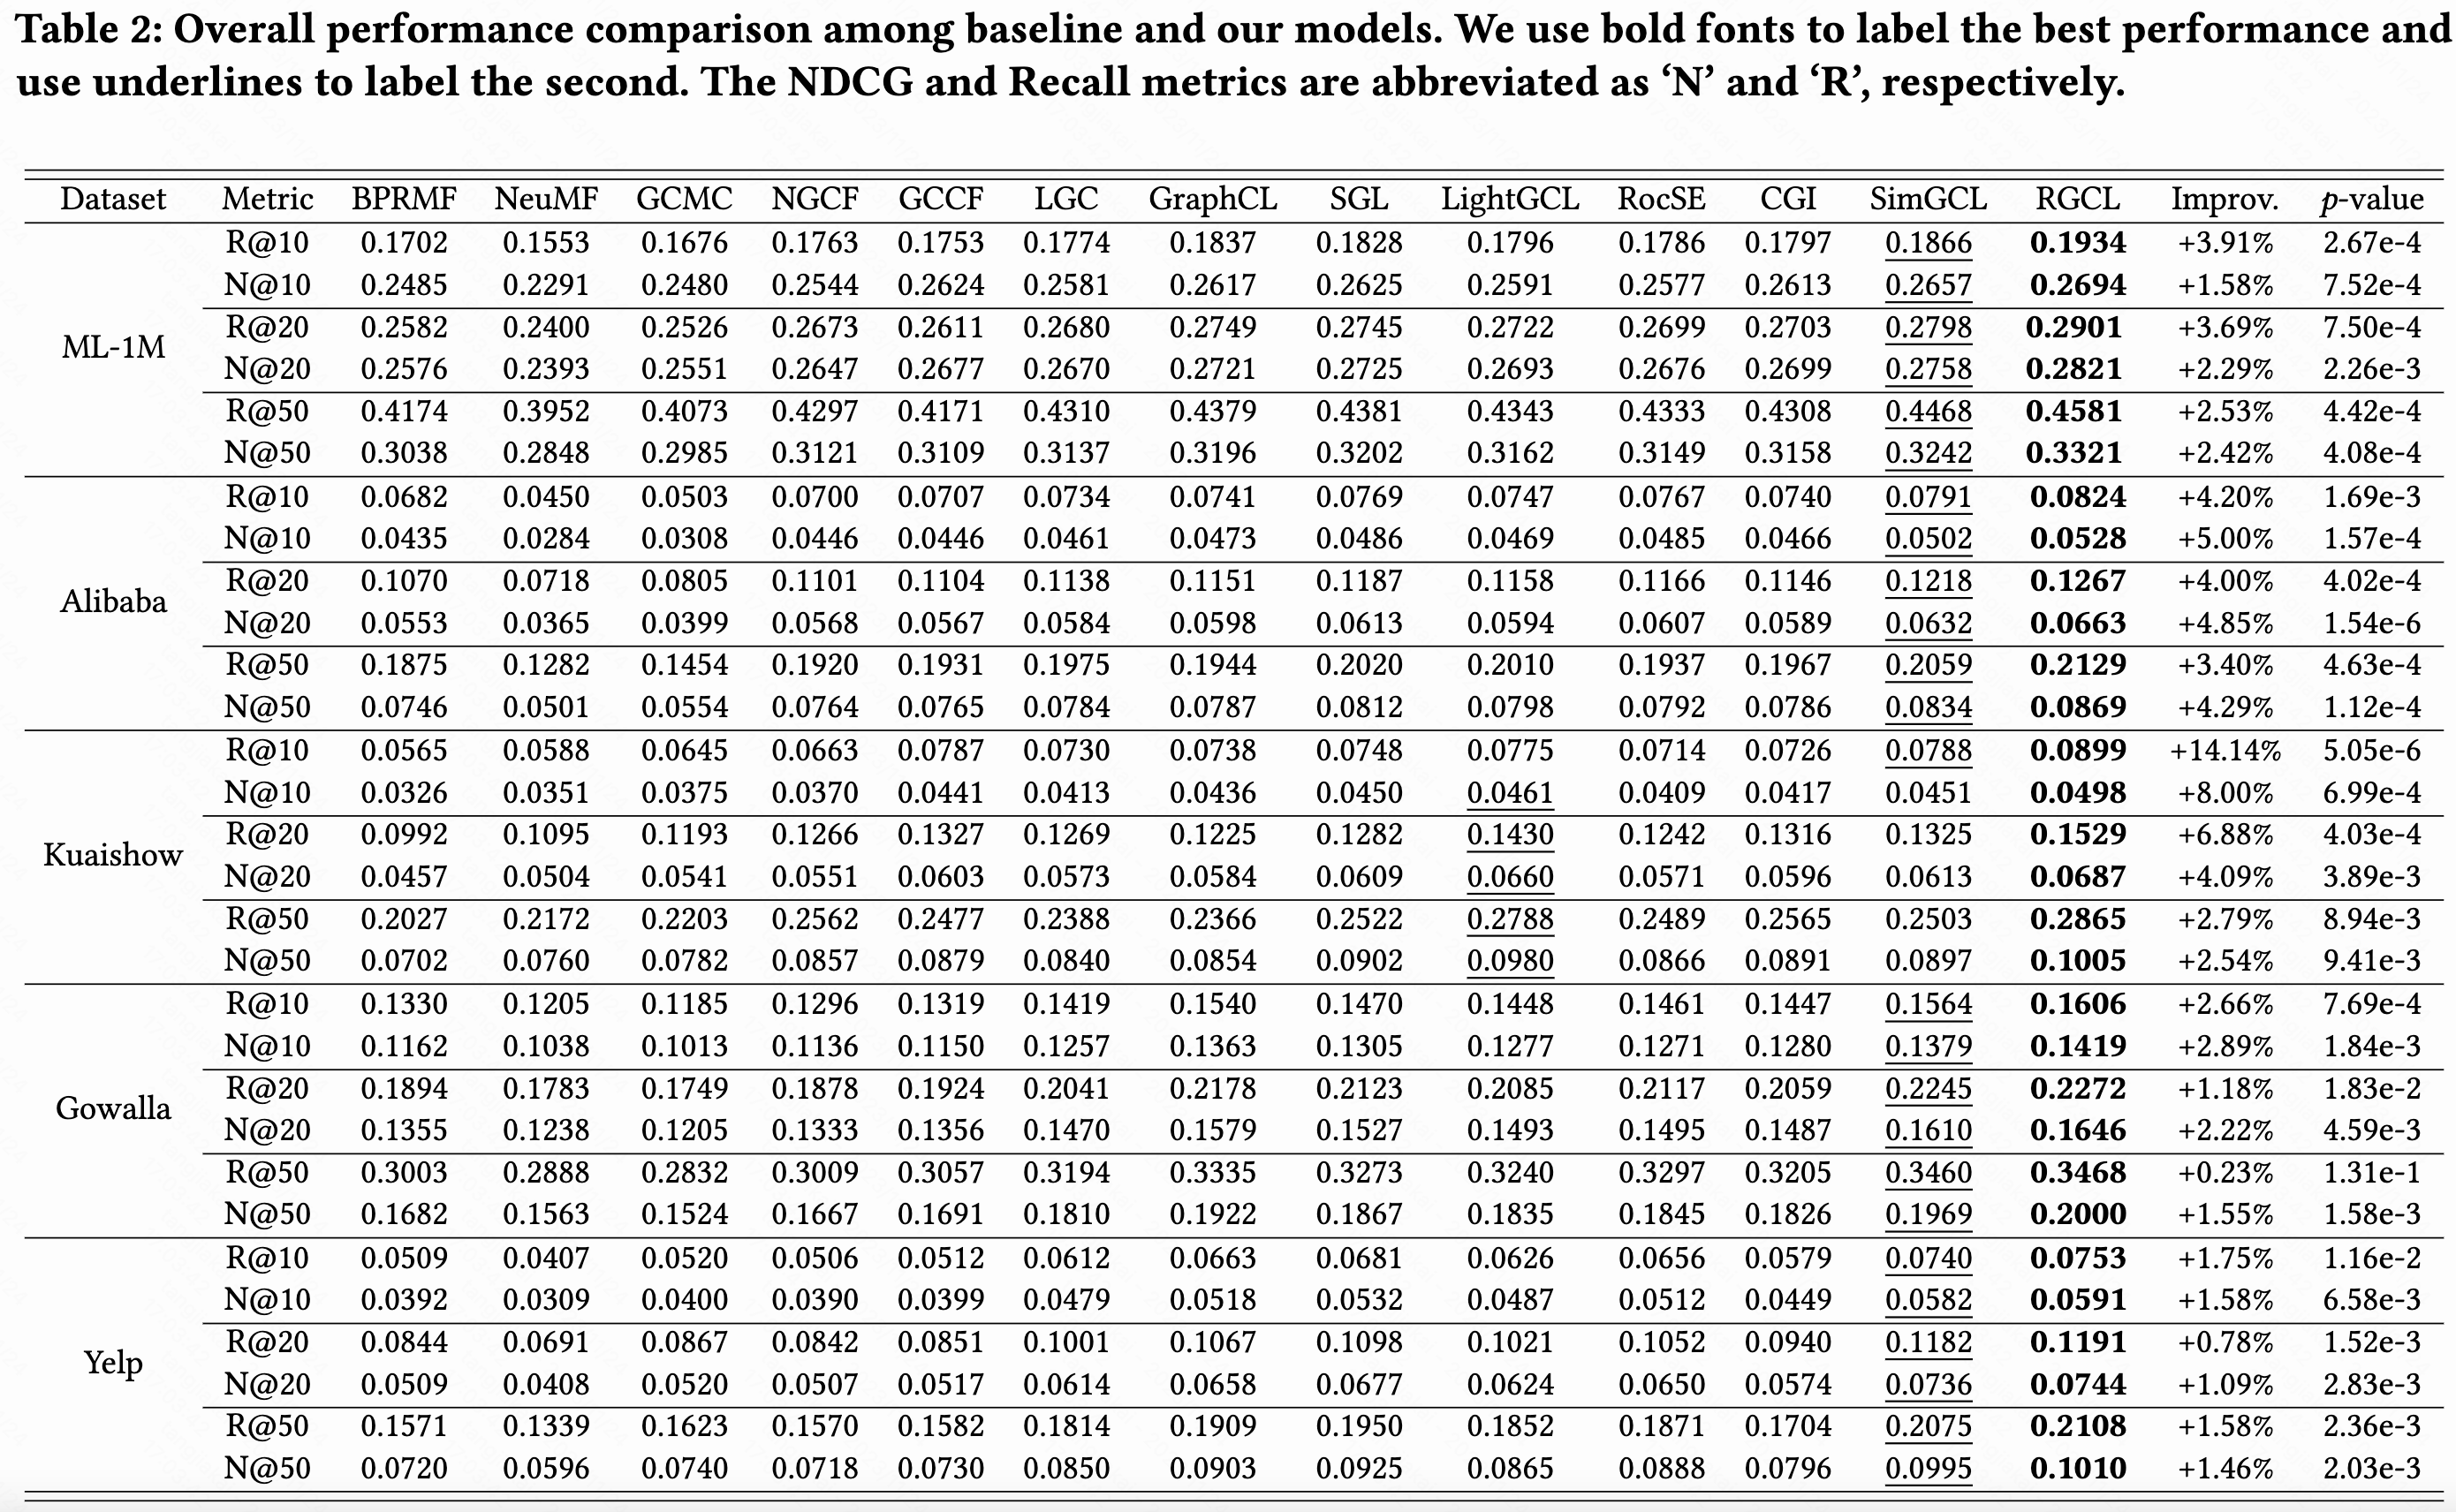 Table 2: Overall performance comparison among baseline and our models. We use bold fonts to label the best performance and
use underlines to label the second. The NDCG and Recall metrics are abbreviated as ‘N’ and ‘R’, respectively.
Dataset Metric BPRMF NeuMF GCMC NGCF GCCF LGC GraphCL SGL LightGCL RocSE CGI SimGCL RGCL Improv. p-value
R@10 0.1702 0.1553 0.1676 0.1763 0.1753 0.1774 0.1837 0.1828 0.1796 0.1786 0.1797 0.1866 0.1934 +3.91% 2.67e-4
N@10 0.2485 0.2291 0.2480 0.2544 0.2624 0.2581 0.2617 0.2625 0.2591 0.2577 0.2613 0.2657 0.2694 +1.58% 7.52e-4
R@20 0.2582 0.2400 0.2526 0.2673 0.2611 0.2680 0.2749 0.2745 0.2722 0.2699 0.2703 0.2798 0.2901 +3.69% 7.50e-4
ML-1M
N@20 0.2576 0.2393 0.2551 0.2647 0.2677 0.2670 0.2721 0.2725 0.2693 0.2676 0.2699 0.2758 0.2821 +2.29% 2.26e-3
R@50 0.4174 0.3952 0.4073 0.4297 0.4171 0.4310 0.4379 0.4381 0.4343 0.4333 0.4308 0.4468 0.4581 +2.53% 4.42e-4
N@50 0.3038 0.2848 0.2985 0.3121 0.3109 0.3137 0.3196 0.3202 0.3162 0.3149 0.3158 0.3242 0.3321 +2.42% 4.08e-4
R@10 0.0682 0.0450 0.0503 0.0700 0.0707 0.0734 0.0741 0.0769 0.0747 0.0767 0.0740 0.0791 0.0824 +4.20% 1.69e-3
N@10 0.0435 0.0284 0.0308 0.0446 0.0446 0.0461 0.0473 0.0486 0.0469 0.0485 0.0466 0.0502 0.0528 +5.00% 1.57e-4
R@20 0.1070 0.0718 0.0805 0.1101 0.1104 0.1138 0.1151 0.1187 0.1158 0.1166 0.1146 0.1218 0.1267 +4.00% 4.02e-4
Alibaba
N@20 0.0553 0.0365 0.0399 0.0568 0.0567 0.0584 0.0598 0.0613 0.0594 0.0607 0.0589 0.0632 0.0663 +4.85% 1.54e-6
R@50 0.1875 0.1282 0.1454 0.1920 0.1931 0.1975 0.1944 0.2020 0.2010 0.1937 0.1967 0.2059 0.2129 +3.40% 4.63e-4
N@50 0.0746 0.0501 0.0554 0.0764 0.0765 0.0784 0.0787 0.0812 0.0798 0.0792 0.0786 0.0834 0.0869 +4.29% 1.12e-4
R@10 0.0565 0.0588 0.0645 0.0663 0.0787 0.0730 0.0738 0.0748 0.0775 0.0714 0.0726 0.0788 0.0899 +14.14% 5.05e-6
N@10 0.0326 0.0351 0.0375 0.0370 0.0441 0.0413 0.0436 0.0450 0.0461 0.0409 0.0417 0.0451 0.0498 +8.00% 6.99e-4
R@20 0.0992 0.1095 0.1193 0.1266 0.1327 0.1269 0.1225 0.1282 0.1430 0.1242 0.1316 0.1325 0.1529 +6.88% 4.03e-4
Kuaishow
N@20 0.0457 0.0504 0.0541 0.0551 0.0603 0.0573 0.0584 0.0609 0.0660 0.0571 0.0596 0.0613 0.0687 +4.09% 3.89e-3
R@50 0.2027 0.2172 0.2203 0.2562 0.2477 0.2388 0.2366 0.2522 0.2788 0.2489 0.2565 0.2503 0.2865 +2.79% 8.94e-3
N@50 0.0702 0.0760 0.0782 0.0857 0.0879 0.0840 0.0854 0.0902 0.0980 0.0866 0.0891 0.0897 0.1005 +2.54% 9.41e-3
R@10 0.1330 0.1205 0.1185 0.1296 0.1319 0.1419 0.1540 0.1470 0.1448 0.1461 0.1447 0.1564 0.1606 +2.66% 7.69e-4
N@10 0.1162 0.1038 0.1013 0.1136 0.1150 0.1257 0.1363 0.1305 0.1277 0.1271 0.1280 0.1379 0.1419 +2.89% 1.84e-3
R@20 0.1894 0.1783 0.1749 0.1878 0.1924 0.2041 0.2178 0.2123 0.2085 0.2117 0.2059 0.2245 0.2272 +1.18% 1.83e-2
Gowalla
N@20 0.1355 0.1238 0.1205 0.1333 0.1356 0.1470 0.1579 0.1527 0.1493 0.1495 0.1487 0.1610 0.1646 +2.22% 4.59e-3
R@50 0.3003 0.2888 0.2832 0.3009 0.3057 0.3194 0.3335 0.3273 0.3240 0.3297 0.3205 0.3460 0.3468 +0.23% 1.31e-1
N@50 0.1682 0.1563 0.1524 0.1667 0.1691 0.1810 0.1922 0.1867 0.1835 0.1845 0.1826 0.1969 0.2000 +1.55% 1.58e-3
R@10 0.0509 0.0407 0.0520 0.0506 0.0512 0.0612 0.0663 0.0681 0.0626 0.0656 0.0579 0.0740 0.0753 +1.75% 1.16e-2
N@10 0.0392 0.0309 0.0400 0.0390 0.0399 0.0479 0.0518 0.0532 0.0487 0.0512 0.0449 0.0582 0.0591 +1.58% 6.58e-3
R@20 0.0844 0.0691 0.0867 0.0842 0.0851 0.1001 0.1067 0.1098 0.1021 0.1052 0.0940 0.1182 0.1191 +0.78% 1.52e-3
Yelp
N@20 0.0509 0.0408 0.0520 0.0507 0.0517 0.0614 0.0658 0.0677 0.0624 0.0650 0.0574 0.0736 0.0744 +1.09% 2.83e-3
R@50 0.1571 0.1339 0.1623 0.1570 0.1582 0.1814 0.1909 0.1950 0.1852 0.1871 0.1704 0.2075 0.2108 +1.58% 2.36e-3
N@50 0.0720 0.0596 0.0740 0.0718 0.0730 0.0850 0.0903 0.0925 0.0865 0.0888 0.0796 0.0995 0.1010 +1.46% 2.03e-3